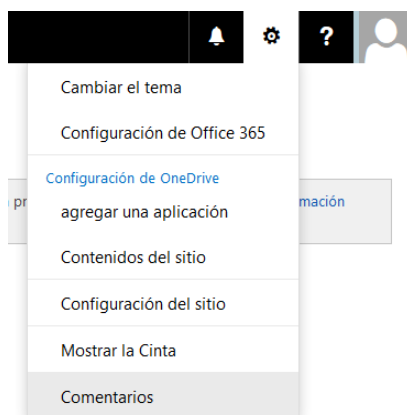 ?
Cambiar el tema
Configuración de Office 365
Configuración de OneDrive
pr
mación
agregar una aplicación
Contenidos del sitio
Configuración del sitio
Mostrar la Cinta
Comentarios